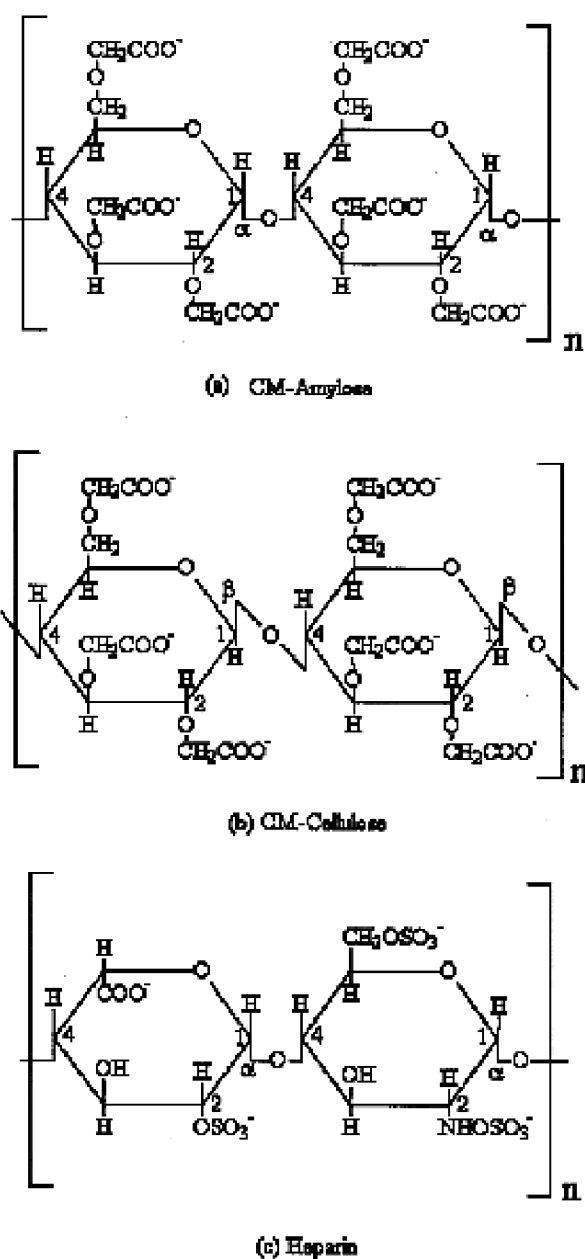 CH₂COO⁻ CH₂COO⁻
O O
CH₂ O CH₂ O
H H H H
4 CH₂COO⁻ 1 4 CH₂COO⁻ 1
O H α O O H α O
2 2
H O H O
CH₂COO⁻ CH₂COO⁻
n
(a) CM-Amylose
CH₂COO⁻ CH₂COO⁻
O O
CH₂ O CH₂ O
H H β H H β
4 1 O 4 1 O
CH₂COO⁻ H CH₂COO⁻ H
O H O H
2 2
H O H O
CH₂COO⁻ CH₂COO⁻
n
(b) CM-Cellulose
H CH₂OSO₃⁻
O O
H COO⁻ H H H H
4 1 4 1
OH H α O OH H α O
2 2
H OSO₃⁻ H NHOSO₃⁻
n
(c) Heparin